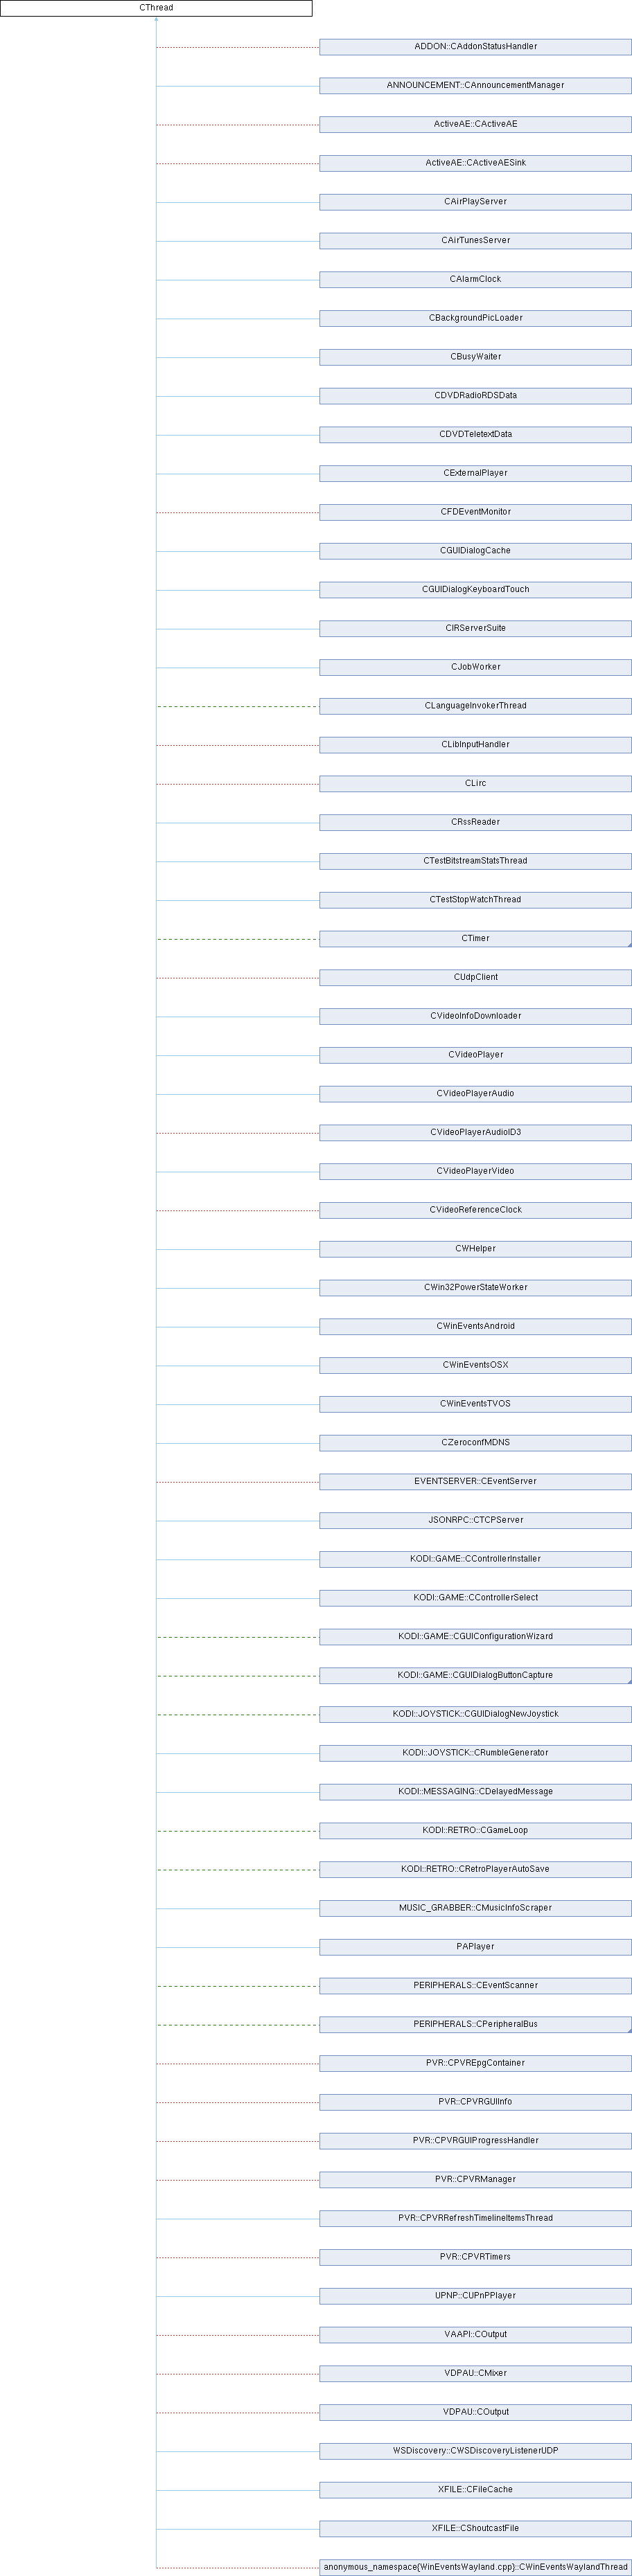 CThread
ADDON::CAddonStatusHandler
ANNOUNCEMENT::CAnnouncementManager
ActiveAE::CActiveAE
ActiveAE::CActiveAESink
CAirPlayServer
CAirTunesServer
CAlarmClock
CBackgroundPicLoader
CBusyWaiter
CDVDRadioRDSData
CDVDTeletextData
CExternalPlayer
CFDEventMonitor
CGUIDialogCache
CGUIDialogKeyboardTouch
CIRServerSuite
CJobWorker
CLanguageInvokerThread
CLibInputHandler
CLirc
CRssReader
CTestBitstreamStatsThread
CTestStopWatchThread
CTimer
CUdpClient
CVideoInfoDownloader
CVideoPlayer
CVideoPlayerAudio
CVideoPlayerAudioID3
CVideoPlayerVideo
CVideoReferenceClock
CWHelper
CWin32PowerStateWorker
CWinEventsAndroid
CWinEventsOSX
CWinEventsTVOS
CZeroconfMDNS
EVENTSERVER::CEventServer
JSONRPC::CTCPServer
KODI::GAME::CControllerInstaller
KODI::GAME::CControllerSelect
KODI::GAME::CGUIConfigurationWizard
KODI::GAME::CGUIDialogButtonCapture
KODI::JOYSTICK::CGUIDialogNewJoystick
KODI::JOYSTICK::CRumbleGenerator
KODI::MESSAGING::CDelayedMessage
KODI::RETRO::CGameLoop
KODI::RETRO::CRetroPlayerAutoSave
MUSIC_GRABBER::CMusicInfoScraper
PAPlayer
PERIPHERALS::CEventScanner
PERIPHERALS::CPeripheralBus
PVR::CPVREpgContainer
PVR::CPVRGUIInfo
PVR::CPVRGUIProgressHandler
PVR::CPVRManager
PVR::CPVRRefreshTimelineItemsThread
PVR::CPVRTimers
UPNP::CUPnPPlayer
VAAPI::COutput
VDPAU::CMixer
VDPAU::COutput
WSDiscovery::CWSDiscoveryListenerUDP
XFILE::CFileCache
XFILE::CShoutcastFile
anonymous_namespace{WinEventsWayland.cpp}::CWinEventsWaylandThread